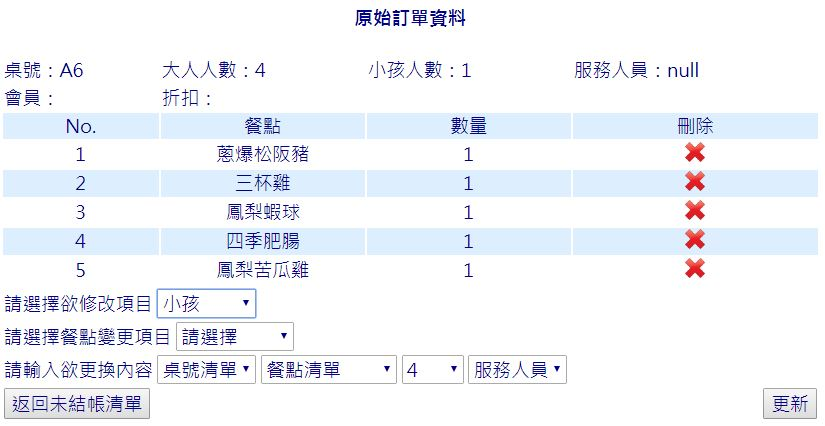 原始訂單資料
桌號：A6 大人人數：4 小孩人數：1 服務人員：null
會員： 折扣：
No. 餐點 數量 刪除
1 蔥爆松阪豬 1
2 三杯雞 1
3 鳳梨蝦球 1
4 四季肥腸 1
5 鳳梨苦瓜雞 1
請選擇欲修改項目 小孩
請選擇餐點變更項目 請選擇
請輸入欲更換內容 桌號清單 餐點清單 4 服務人員
返回未結帳清單 更新